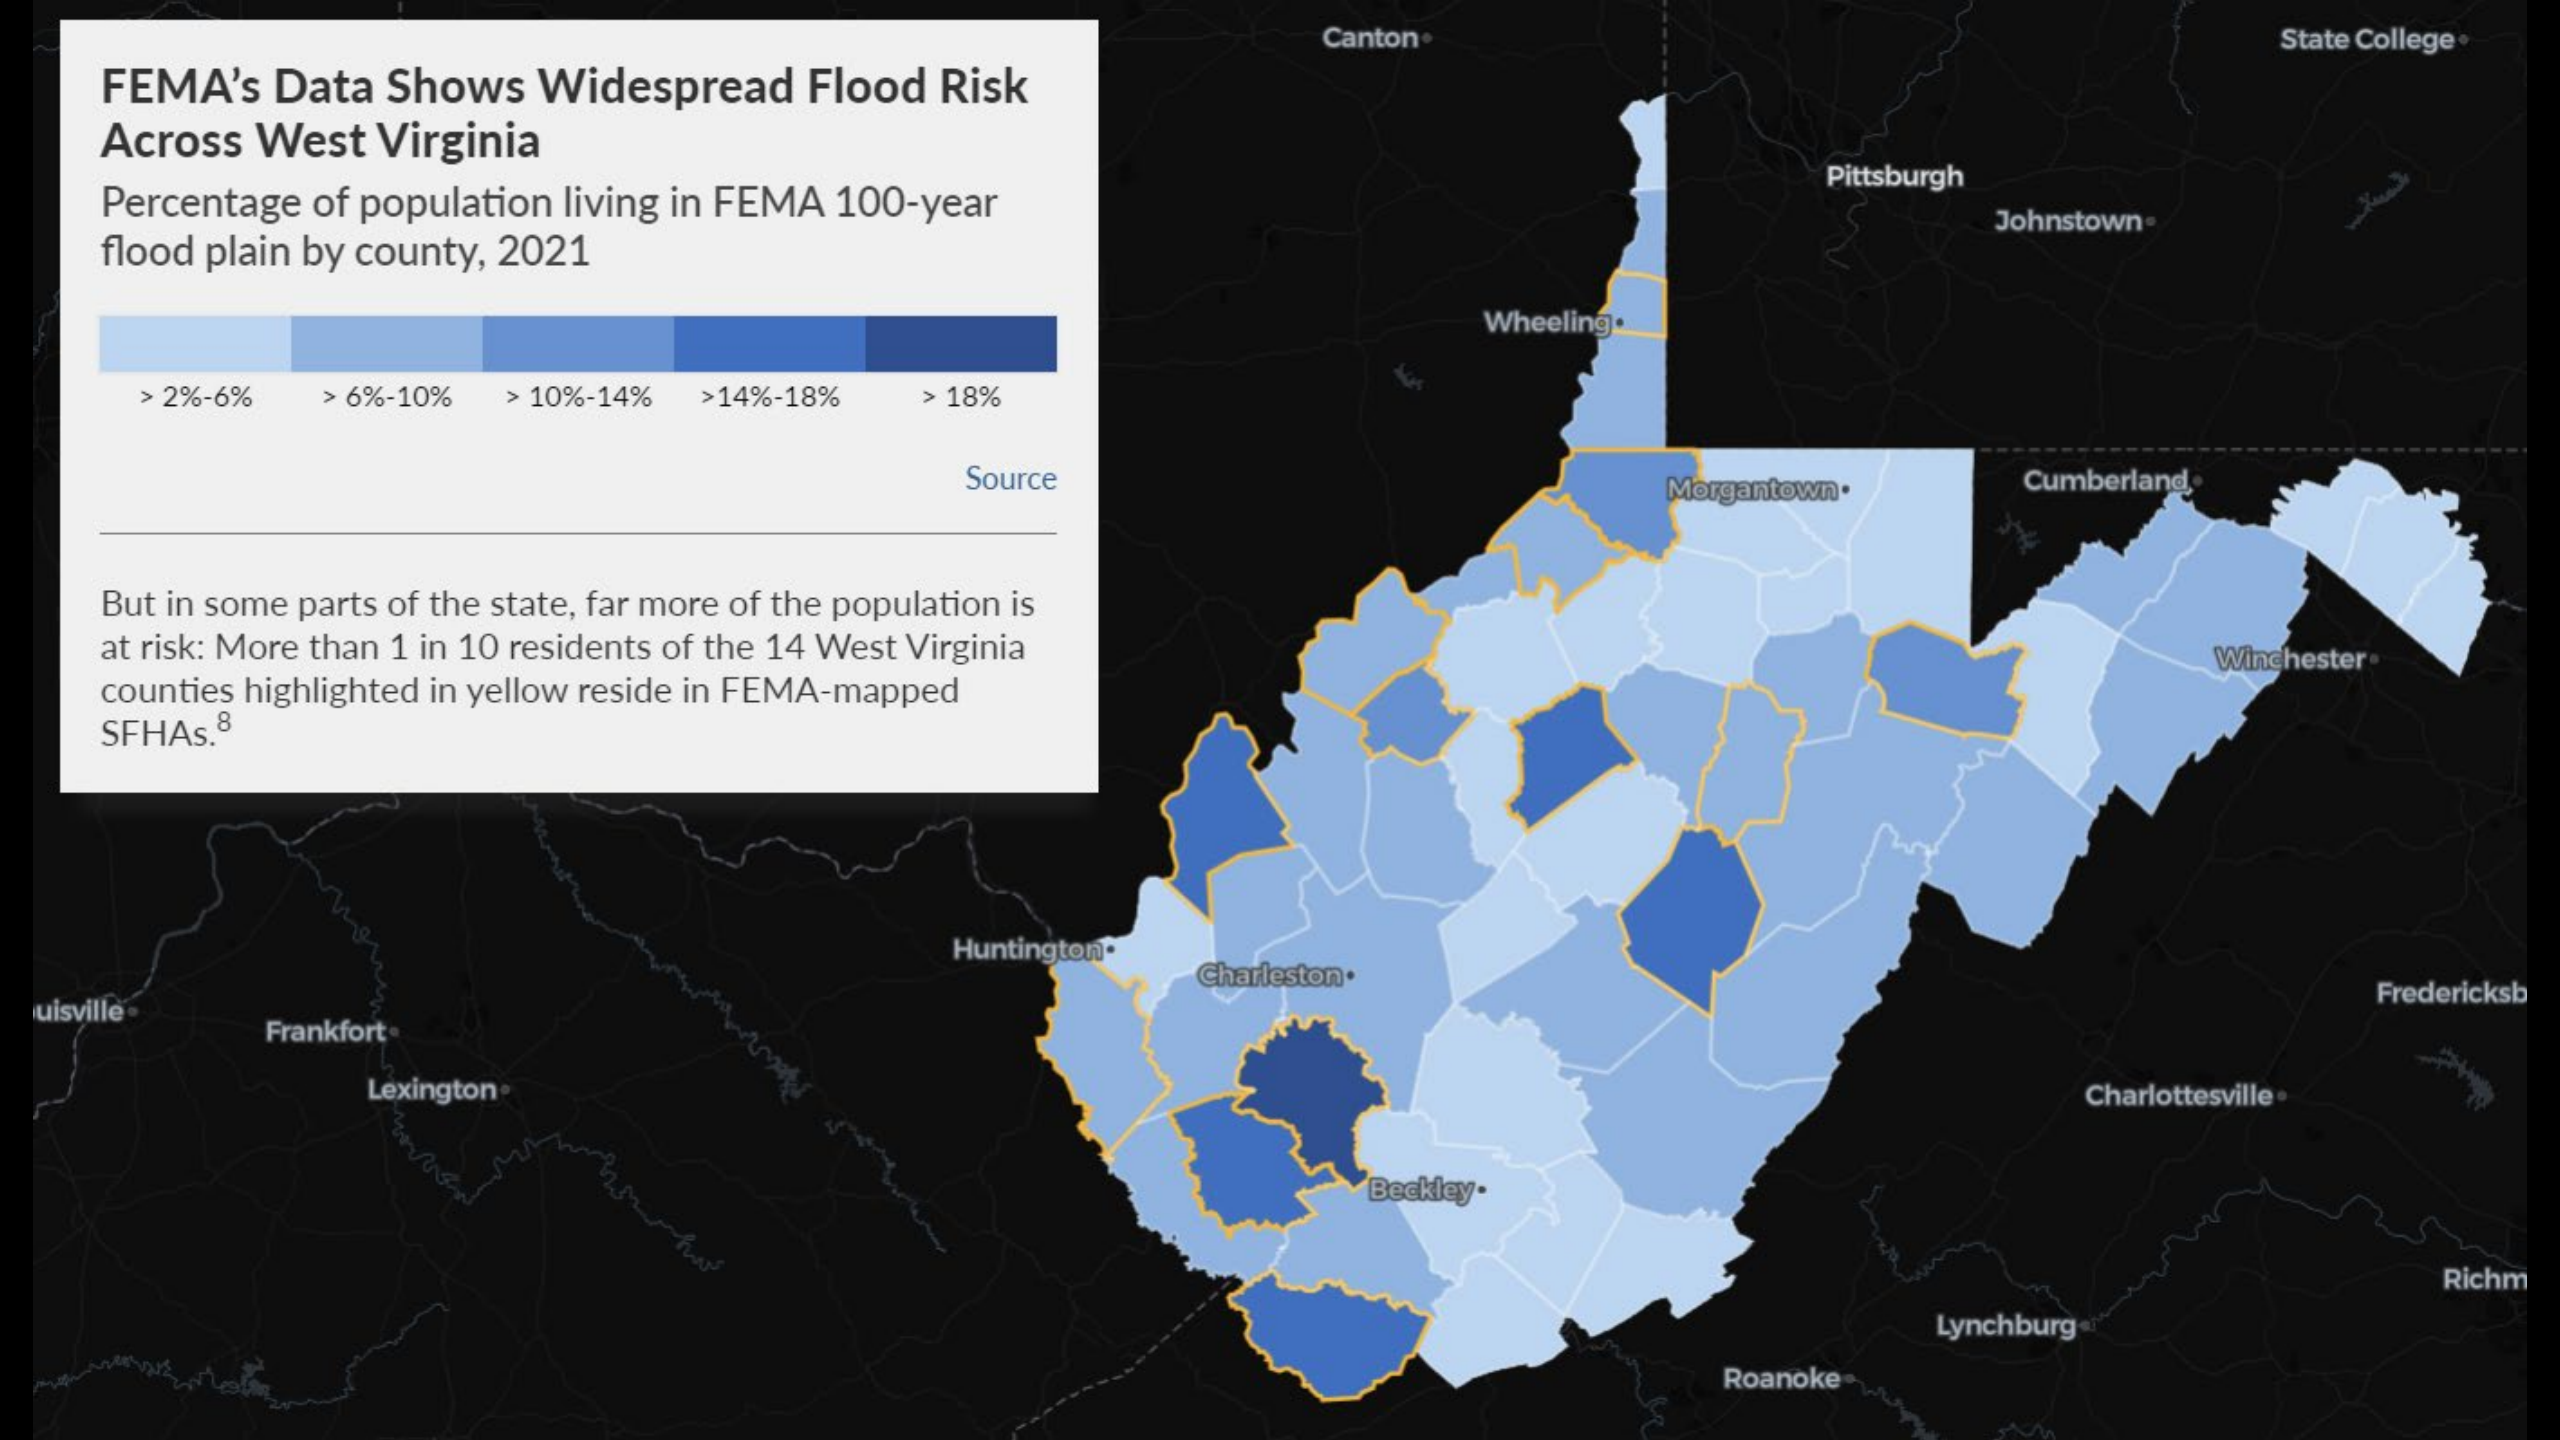 FEMA’s Data Shows Widespread Flood Risk
Across West Virginia
Percentage of population living in FEMA 100-year
flood plain by county, 2021
> 2%-6%
> 6%-10%
> 10%-14%
>14%-18%
> 18%
Source
But in some parts of the state, far more of the population is
at risk: More than 1 in 10 residents of the 14 West Virginia
counties highlighted in yellow reside in FEMA-mapped
SFHAs.8
Canton
State College
Pittsburgh
Johnstown
Wheeling
Morgantown
Cumberland
Winchester
Huntington
Charleston
uisville
Frankfort
Lexington
Fredericksb
Charlottesville
Beckley
Richm
Lynchburg
Roanoke